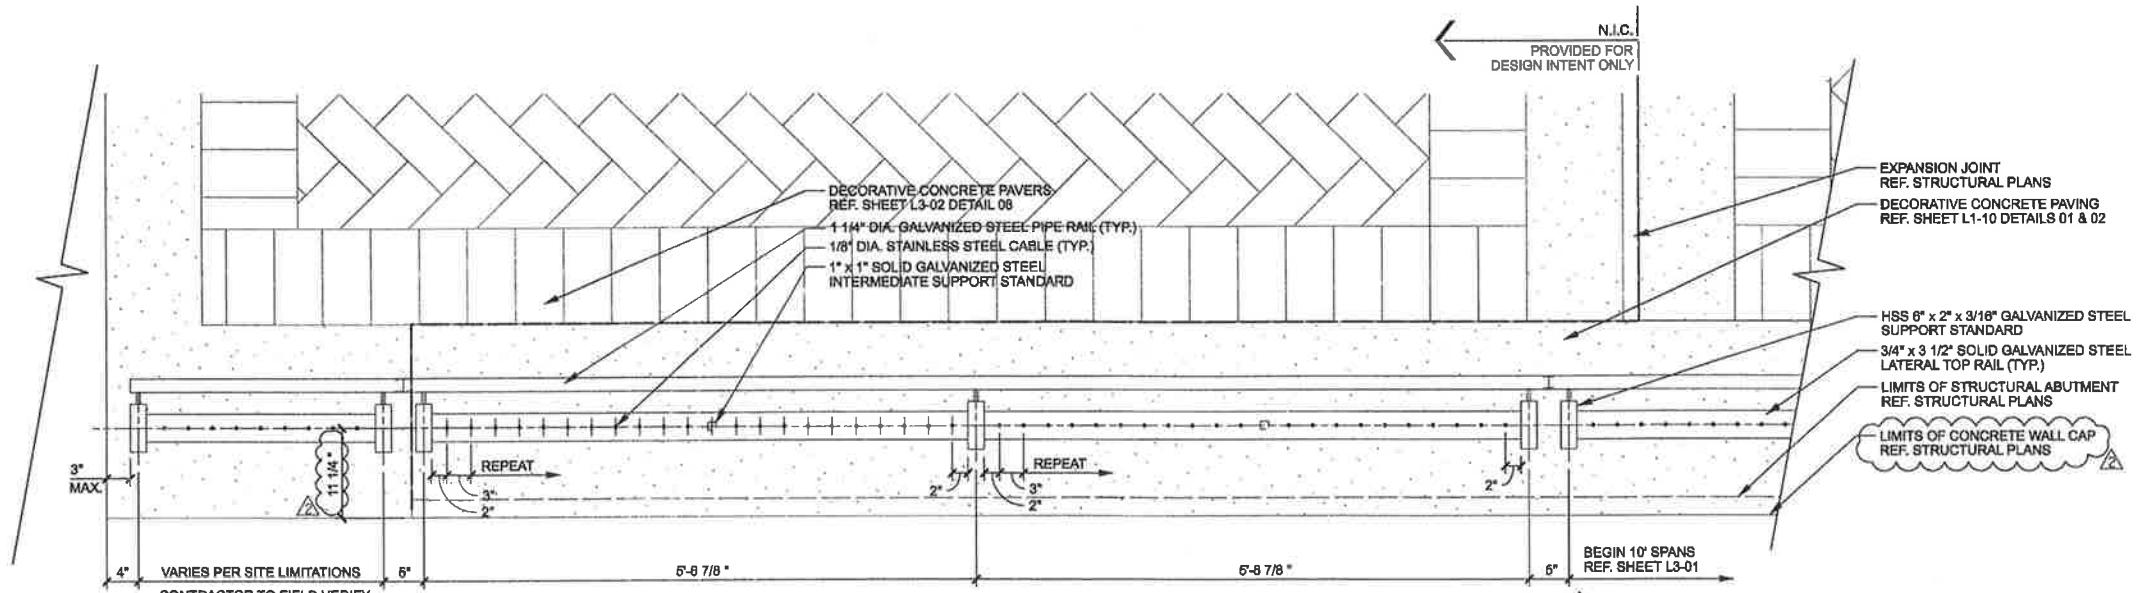 N.I.C.
PROVIDED FOR
DESIGN INTENT ONLY
EXPANSION JOINT
REF. STRUCTURAL PLANS
DECORATIVE CONCRETE PAVING
REF. SHEET L1-10 DETAILS 01 & 02
DECORATIVE CONCRETE PAVERS
REF. SHEET L3-02 DETAIL 08
1 1/4" DIA. GALVANIZED STEEL PIPE RAIL (TYP.)
1/8" DIA. STAINLESS STEEL CABLE (TYP.)
1" x 1" SOLID GALVANIZED STEEL
INTERMEDIATE SUPPORT STANDARD
HSS 6" x 2" x 3/16" GALVANIZED STEEL
SUPPORT STANDARD
3/4" x 3 1/2" SOLID GALVANIZED STEEL
LATERAL TOP RAIL (TYP.)
LIMITS OF STRUCTURAL ABUTMENT
REF. STRUCTURAL PLANS
LIMITS OF CONCRETE WALL CAP
REF. STRUCTURAL PLANS
2
3"
MAX.
11 1/4 "
2
REPEAT
3"
2"
2"
REPEAT
3"
2"
2"
4"
VARIES PER SITE LIMITATIONS
CONTRACTOR TO FIELD VERIFY
5"
5'-8 7/8 "
5'-8 7/8 "
5"
BEGIN 10' SPANS
REF. SHEET L3-01